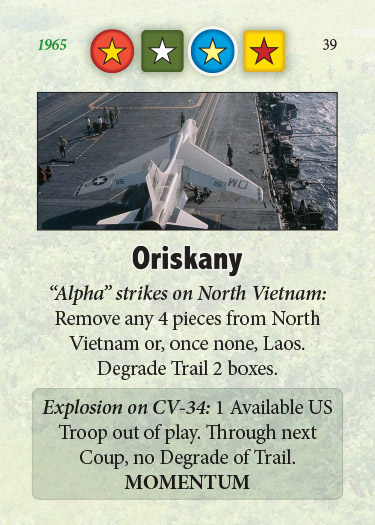 1965
39
Oriskany
“Alpha” strikes on North Vietnam:
Remove any 4 pieces from North
Vietnam or, once none, Laos.
Degrade Trail 2 boxes.
Explosion on CV-34: 1 Available US
Troop out of play. Through next
Coup, no Degrade of Trail.
MOMENTUM